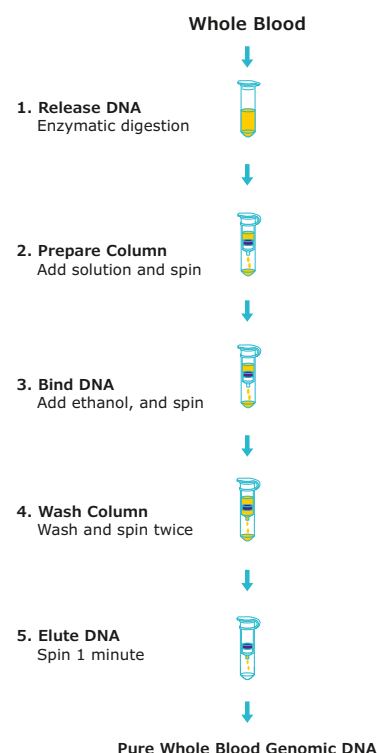 Whole Blood
1. Release DNA
Enzymatic digestion
2. Prepare Column
Add solution and spin
3. Bind DNA
Add ethanol, and spin
4. Wash Column
Wash and spin twice
5. Elute DNA
Spin 1 minute
Pure Whole Blood Genomic DNA